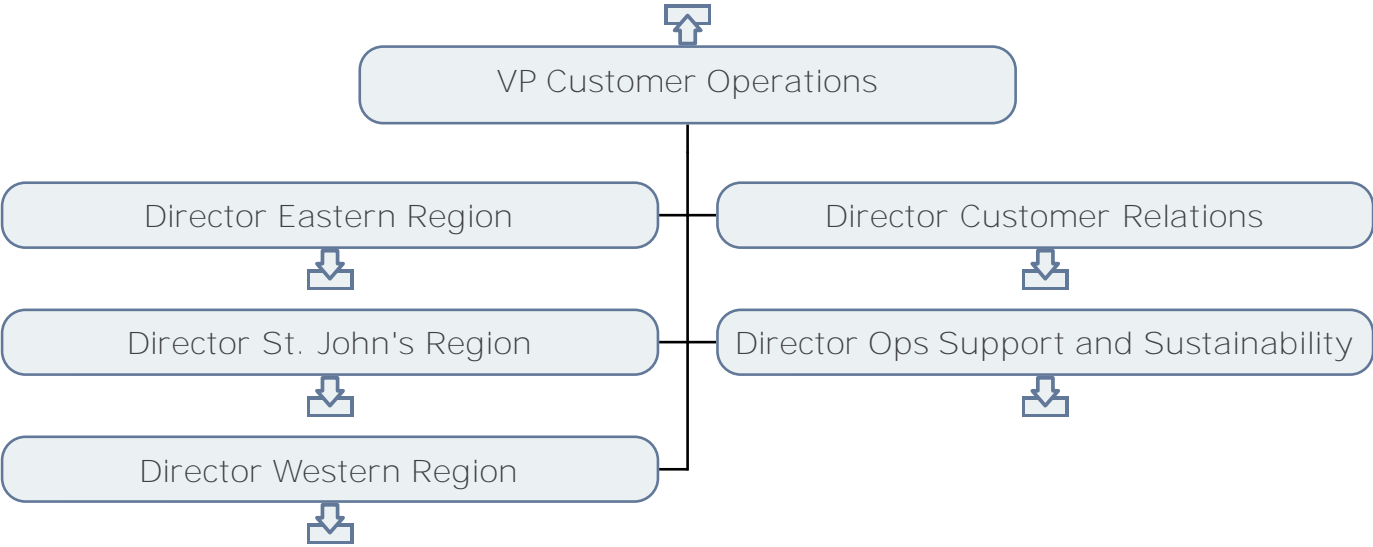 VP Customer Operations
Director Eastern Region
Director Customer Relations
Director St. John's Region
Director Ops Support and Sustainability
Director Western Region